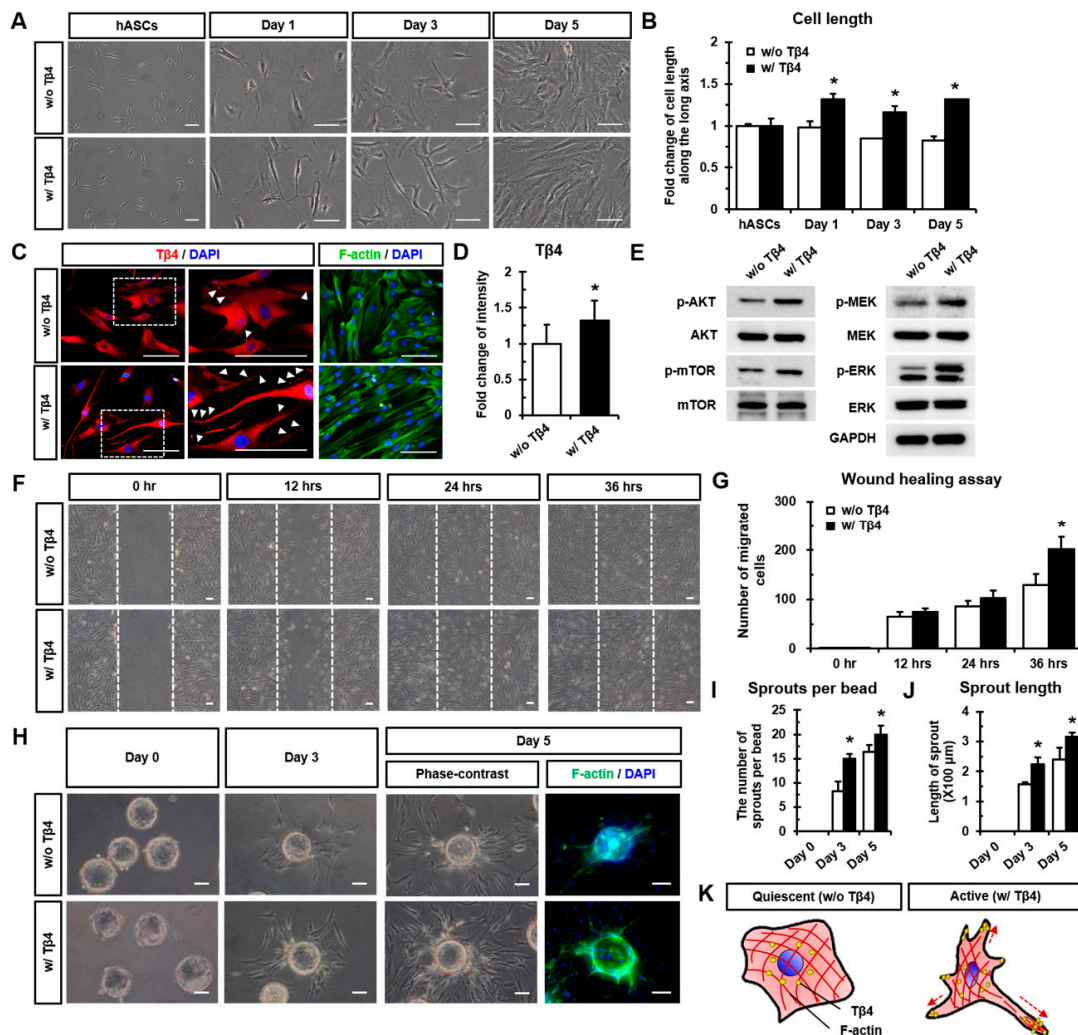 A
hASCs
Day 1
Day 3
Day 5
w/o Tβ4
w/ Tβ4
B
Cell length
Fold change of cell length
along the long axis
2
1.5
1
0.5
0
w/o Tβ4
w/ Tβ4
*
*
*
hASCs
Day 1
Day 3
Day 5
C
Tβ4 / DAPI
F-actin / DAPI
w/o Tβ4
w/ Tβ4
D
Tβ4
Fold change of intensity
2
1.5
1
0.5
0
*
w/o Tβ4
w/ Tβ4
E
w/o Tβ4
w/ Tβ4
p-AKT
AKT
p-mTOR
mTOR
w/o Tβ4
w/ Tβ4
p-MEK
MEK
p-ERK
ERK
GAPDH
F
0 hr
12 hrs
24 hrs
36 hrs
w/o Tβ4
w/ Tβ4
G
Wound healing assay
Number of migrated
cells
300
200
100
0
w/o Tβ4
w/ Tβ4
*
0 hr
12 hrs
24 hrs
36 hrs
H
Day 0
Day 3
Day 5
Phase-contrast
F-actin / DAPI
w/o Tβ4
w/ Tβ4
I
Sprouts per bead
The number of
sprouts per bead
25
20
15
10
5
0
*
*
Day 0
Day 3
Day 5
J
Sprout length
Length of sprout
(X100 μm)
4
3
2
1
0
*
*
Day 0
Day 3
Day 5
K
Quiescent (w/o Tβ4)
Active (w/ Tβ4)
Tβ4
F-actin